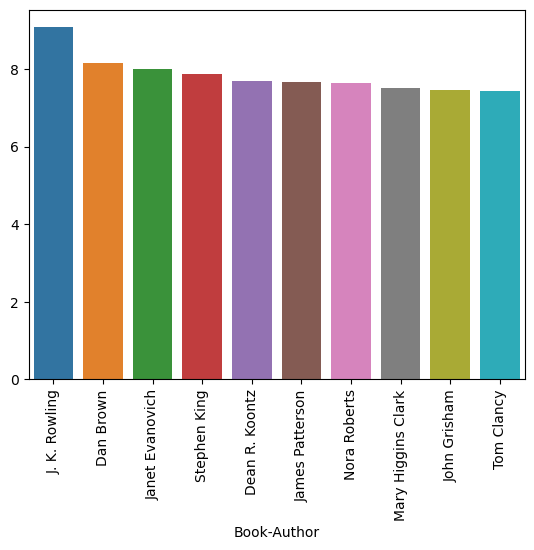 8
6
4
2
0
J. K. Rowling
Dan Brown
Janet Evanovich
Stephen King
Dean R. Koontz
James Patterson
Nora Roberts
Mary Higgins Clark
John Grisham
Tom Clancy
Book-Author